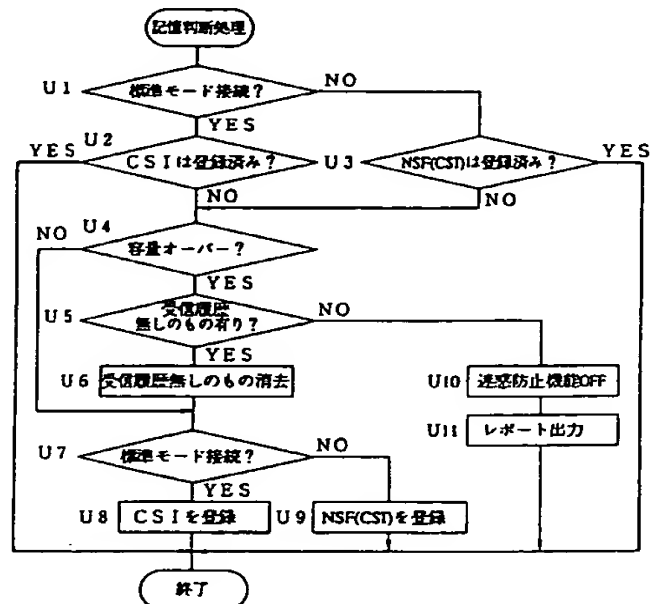 記憶判断処理
U1 標準モード接続? NO
YES
U2
YES CSIは登録済み? U3 NSF(CSI)は登録済み? YES
NO NO
U4
NO 容量オーバー?
YES
U5 受信履歴 NO
無しのもの有り?
YES
U6 受信履歴無しのもの消去 U10 迷惑防止機能OFF
U11 レポート出力
U7 標準モード接続? NO
YES
U8 CSIを登録 U9 NSF(CSI)を登録
終了